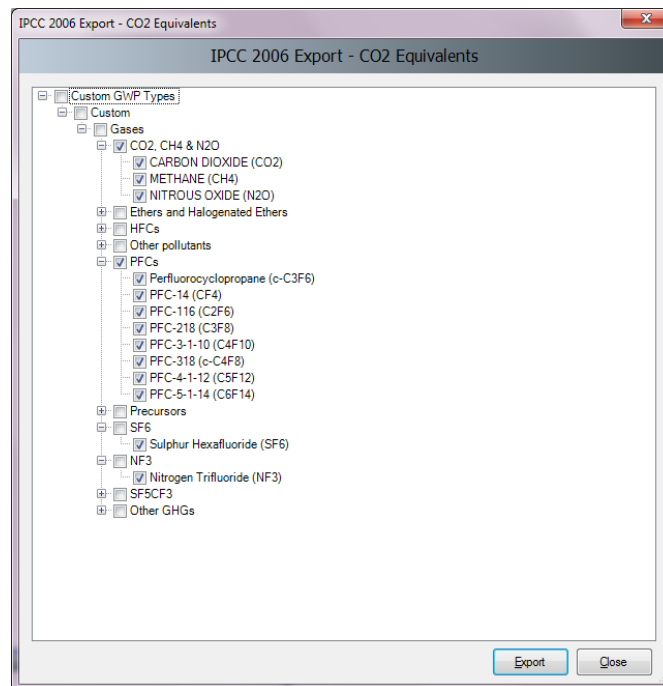 IPCC 2006 Export - CO2 Equivalents
IPCC 2006 Export - CO2 Equivalents
Custom GWP Types
Custom
Gases
CO2, CH4 & N2O
CARBON DIOXIDE (CO2)
METHANE (CH4)
NITROUS OXIDE (N2O)
Ethers and Halogenated Ethers
HFCs
Other pollutants
PFCs
Perfluorocyclopropane (c-C3F6)
PFC-14 (CF4)
PFC-116 (C2F6)
PFC-218 (C3F8)
PFC-3-1-10 (C4F10)
PFC-318 (c-C4F8)
PFC-4-1-12 (C5F12)
PFC-5-1-14 (C6F14)
Precursors
SF6
Sulphur Hexafluoride (SF6)
NF3
Nitrogen Trifluoride (NF3)
SF5CF3
Other GHGs
Export Close